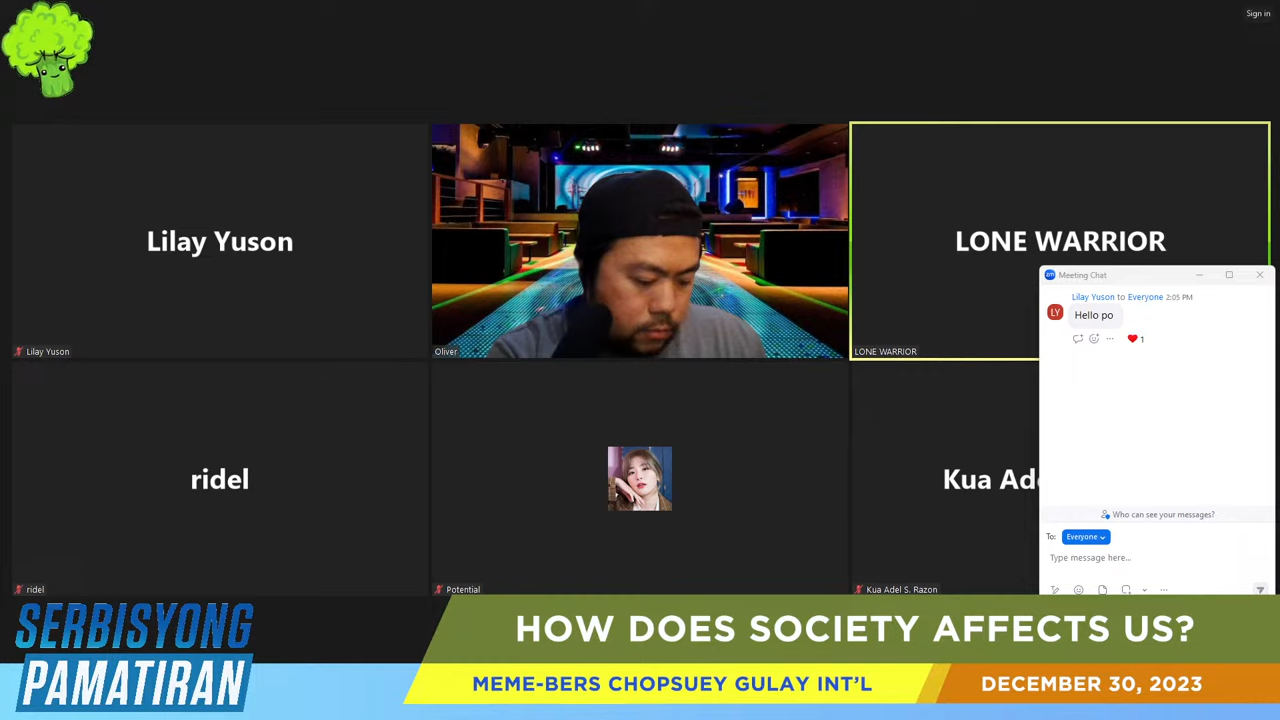 Sign in
Lilay Yuson
LONE WARRIOR
Lilay Yuson
Oliver
LONE WARRIOR
Meeting Chat
Lilay Yuson to Everyone 2:05 PM
LY
Hello po
1
ridel
Kua Ade
Who can see your messages?
To: Everyone
Type message here...
ridel
Potential
Kua Adel S. Razon
SERBISYONG
PAMATIRAN
HOW DOES SOCIETY AFFECTS US?
MEME-BERS CHOPSUEY GULAY INT'L
DECEMBER 30, 2023